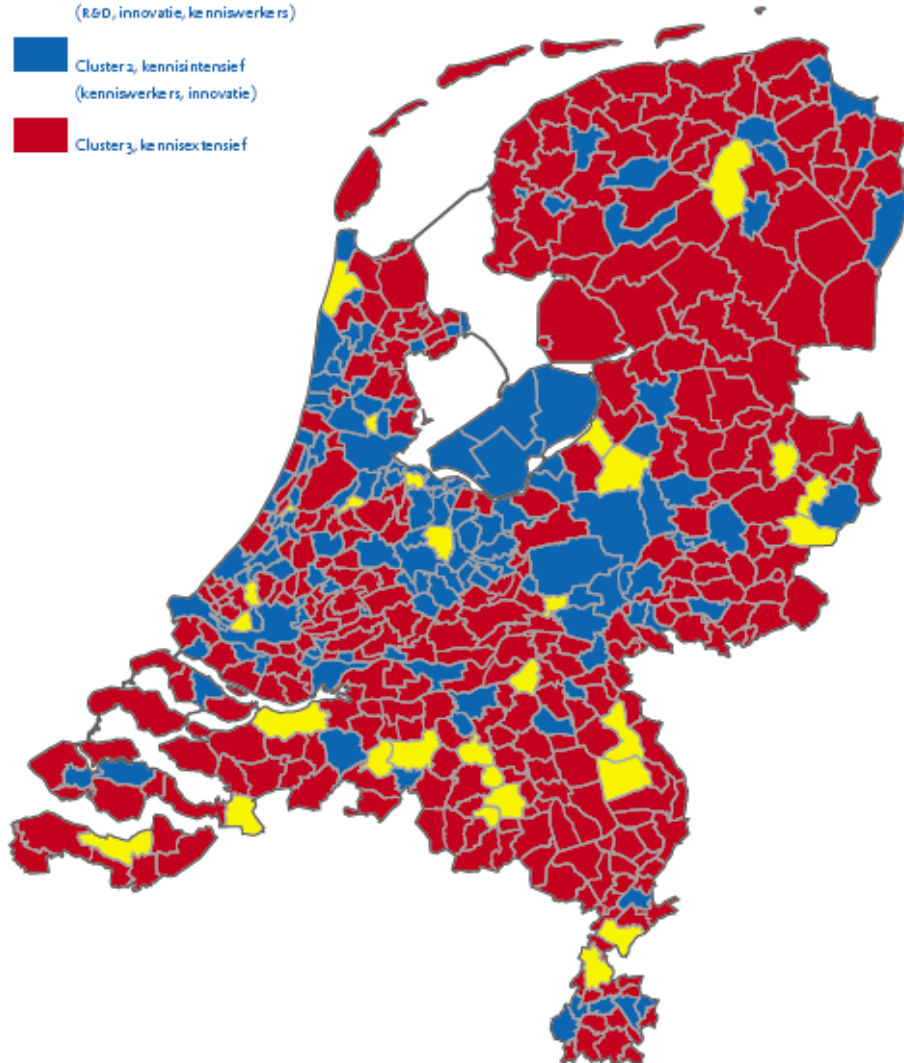 (R&D, innovatie, kenniswerkers)
Cluster 2, kennisintensief
(kenniswerkers, innovatie)
Cluster 3, kennisextensief